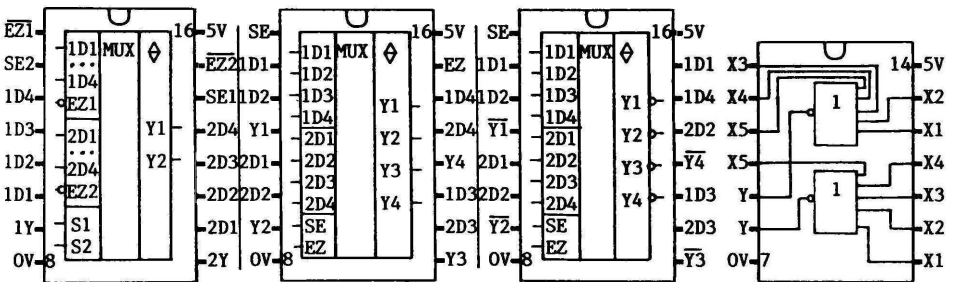 EZ1 16 5V SE 16 5V SE 16 5V
1D1 MUX ◊ 1D1 MUX ◊ 1D1 MUX ◊
SE2 ... EZ2 1D1 1D2 EZ 1D1 1D2 1D1 X3 14 5V
1D4 1D3 Y1 1D3 Y1 1
1D4 EZ1 SE1 1D2 1D4 1D4 1D2 1D4 1D4 X4 X2
1D3 2D1 Y1 2D4 Y1 2D1 Y2 2D4 Y1 2D1 Y2 2D2 X5 X1
... 2D2 Y3 2D2 Y3
1D2 2D4 Y2 2D3 2D1 2D3 Y4 2D1 2D3 Y4 X5 X4
1D1 EZ2 2D2 2D2 2D4 Y4 1D3 2D2 2D4 Y4 1D3 Y 1 X3
1Y S1 2D1 Y2 SE 2D3 Y2 SE 2D3 Y X2
S2 EZ EZ
0V 8 2Y 0V 8 Y3 0V 8 Y3 0V 7 X1